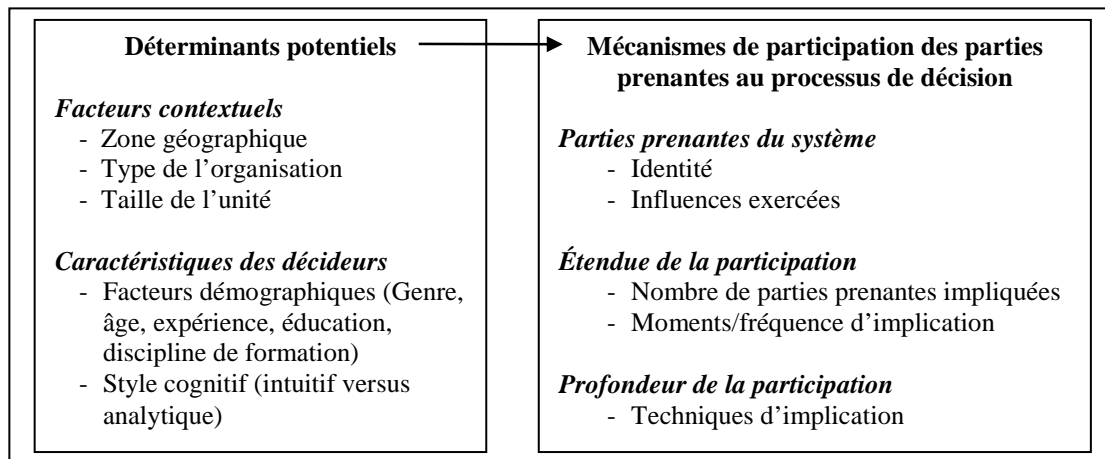 Déterminants potentiels
Facteurs contextuels
- Zone géographique
- Type de l'organisation
- Taille de l'unité
Caractéristiques des décideurs
- Facteurs démographiques (Genre,
âge, expérience, éducation,
discipline de formation)
- Style cognitif (intuitif versus
analytique)
Mécanismes de participation des parties
prenantes au processus de décision
Parties prenantes du système
- Identité
- Influences exercées
Étendue de la participation
- Nombre de parties prenantes impliquées
- Moments/fréquence d'implication
Profondeur de la participation
- Techniques d'implication